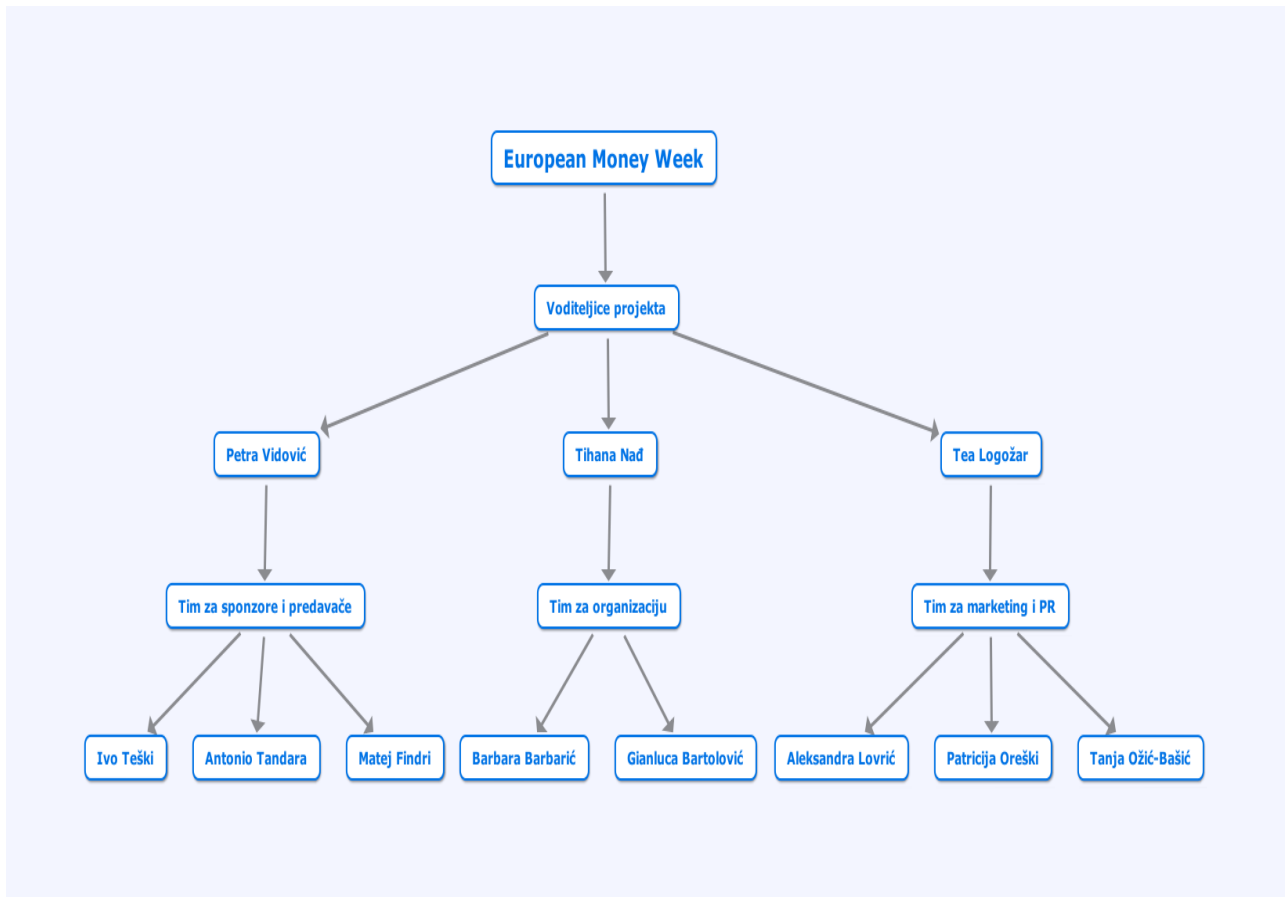 European Money Week
Voditeljice projekta
Petra Vidović
Tihana Nađ
Tea Logožar
Tim za sponzore i predavače
Tim za organizaciju
Tim za marketing i PR
Ivo Teški
Antonio Tandara
Matej Findri
Barbara Barbarić
Gianluca Bartolović
Aleksandra Lovrić
Patricija Oreški
Tanja Ožić-Bašić